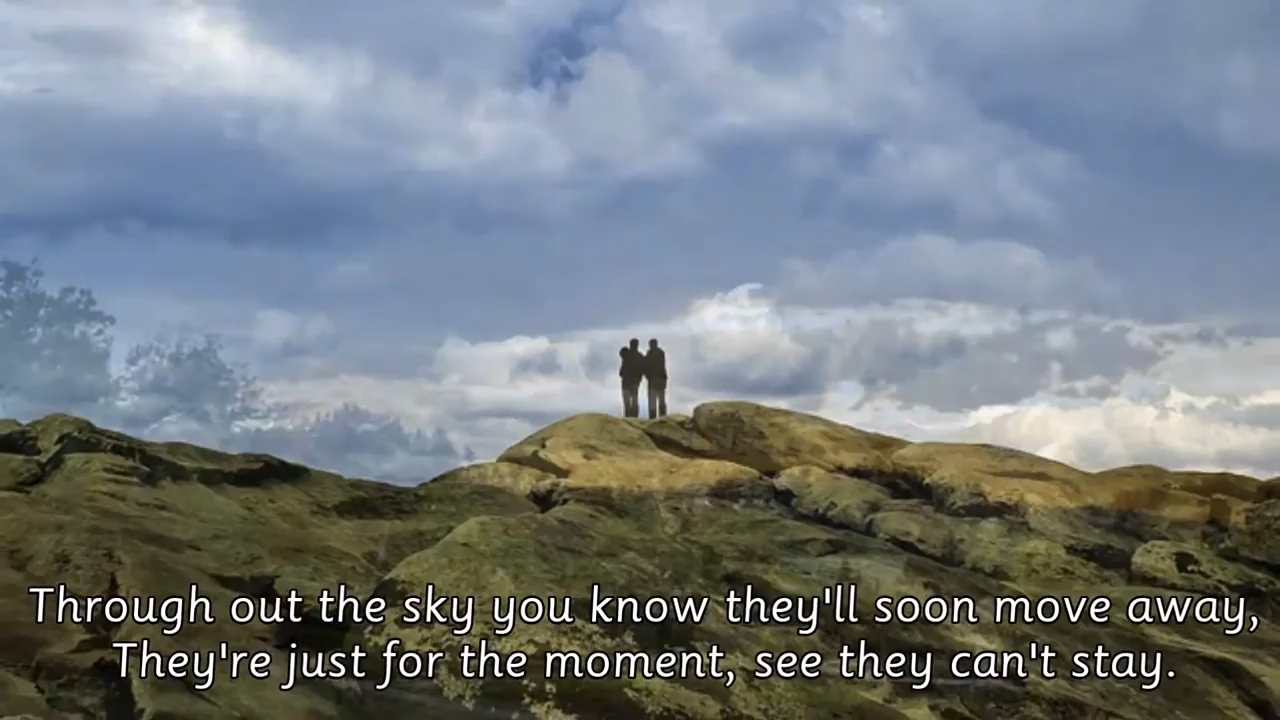 Through out the sky you know they'll soon move away,
They're just for the moment, see they can't stay.